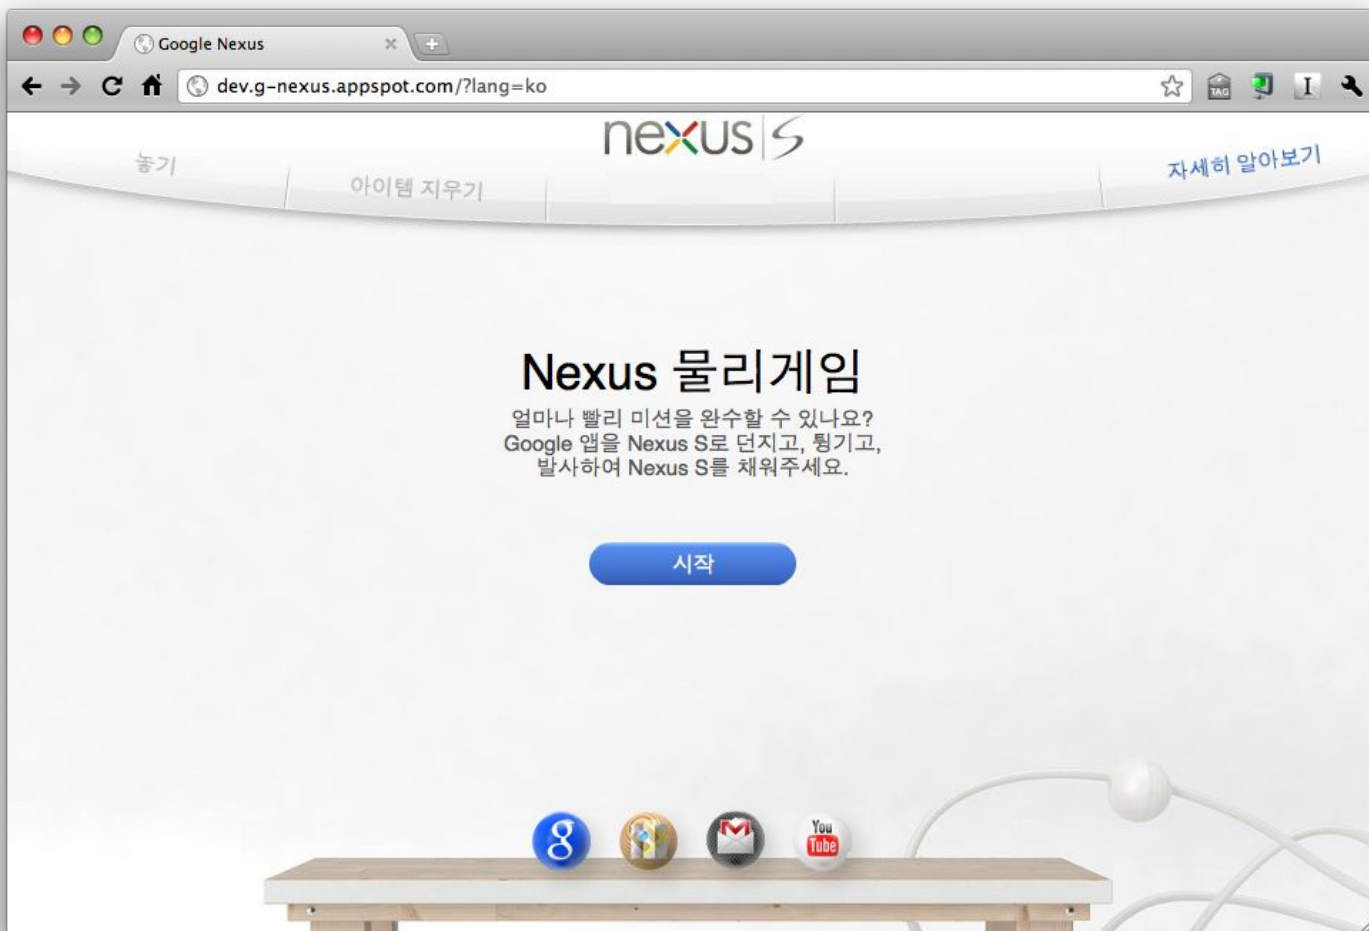 Google Nexus
dev.g-nexus.appspot.com/?lang=ko
TAG
I
nexus S
놓기
아이템 지우기
자세히 알아보기
Nexus 물리게임
얼마나 빨리 미션을 완수할 수 있나요?
Google 앱을 Nexus S로 던지고, 튕기고,
발사하여 Nexus S를 채워주세요.
시작
g
You
Tube